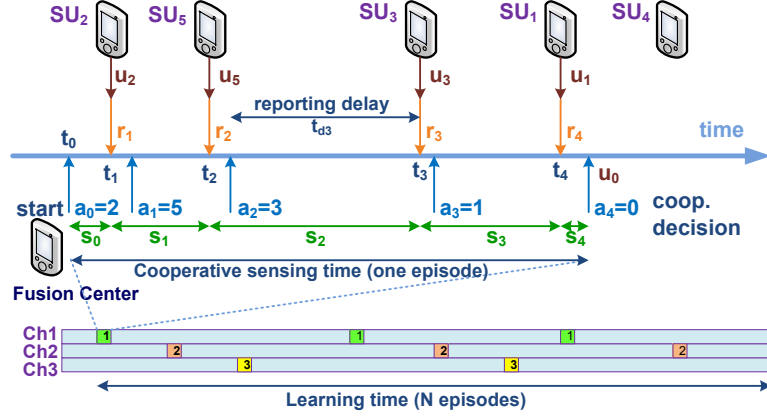 SU2 SU5 SU3 SU1 SU4
u2 u5 u3 u1
reporting delay
td3
time
t0 r1 r2 r3 r4
t1 t2 t3 t4 u0
start a0=2 a1=5 a2=3 a3=1 a4=0 coop.
decision
s0 s1 s2 s3 s4
Cooperative sensing time (one episode)
Fusion Center
Ch1 1 1 1
Ch2 2 2 2
Ch3 3 3
Learning time (N episodes)